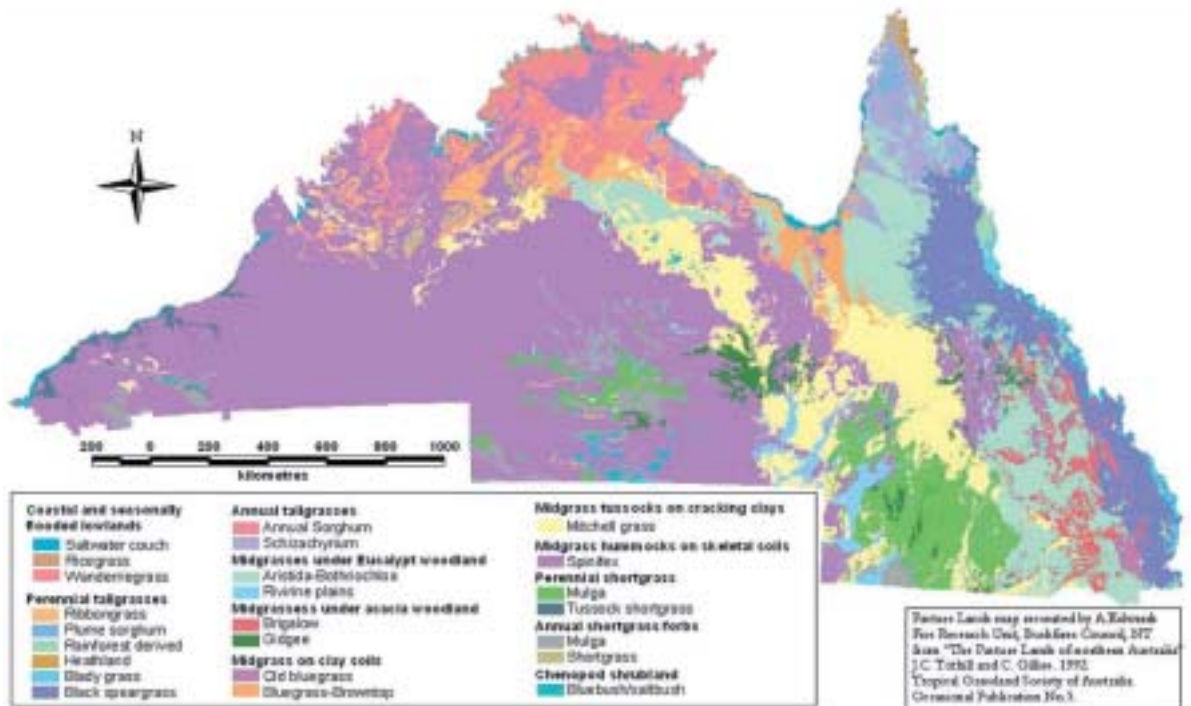 N
200 0 200 400 600 800 1000
kilometres
Coastal and seasonally
flooded lowlands
Saltwater couch
Ricegrass
Wanderriegrass
Perennial tallgrasses
Ribbongrass
Plume sorghum
Rainforest derived
Heathland
Blady grass
Black speargrass
Annual tallgrasses
Annual Sorghum
Schizachyrium
Midgrasses under Eucalypt woodland
Aristida-Bothriochloa
Rivirine plains
Midgrasses under acacia woodland
Brigalow
Gidgee
Midgrass on clay soils
Old bluegrass
Bluegrass-Browntop
Midgrass tussocks on cracking clays
Mitchell grass
Midgrass hummocks on skeletal soils
Spinifex
Perennial shortgrass
Mulga
Tussock shortgrass
Annual shortgrass forbs
Mulga
Shortgrass
Chenopod shrubland
Bluebush/saltbush
Pasture Lands map recreated by A.Edwards
Fire Research Unit, Bushfires Council, NT
from "The Pasture Lands of northern Australia"
J.C. Tothill and C. Gillies. 1992.
Tropical Grassland Society of Australia.
Occasional Publication No.5.